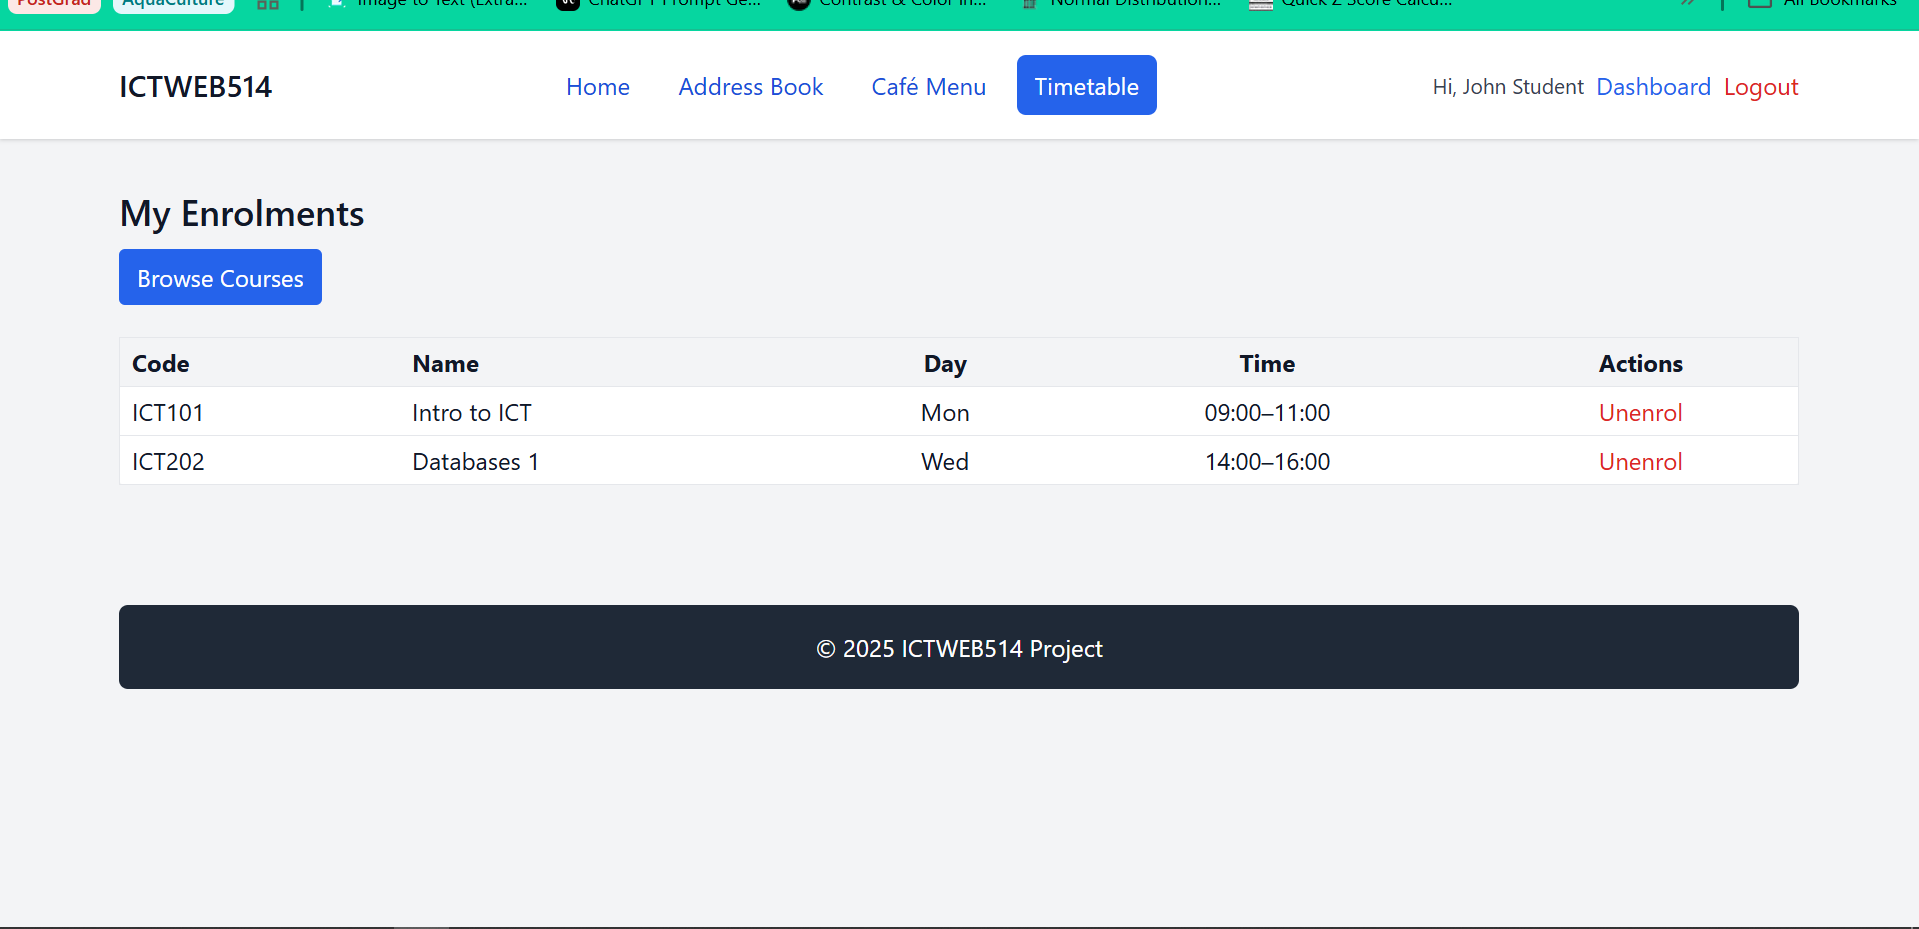 PostGrad AquaCulture Image to Text (Extra... ChatGPT Prompt Ge... Contrast & Color in... Normal Distribution... Quick Z Score Calcu... All Bookmarks
ICTWEB514 Home Address Book Café Menu Timetable Hi, John Student Dashboard Logout
My Enrolments
Browse Courses
Code Name Day Time Actions
ICT101 Intro to ICT Mon 09:00–11:00 Unenrol
ICT202 Databases 1 Wed 14:00–16:00 Unenrol
© 2025 ICTWEB514 Project